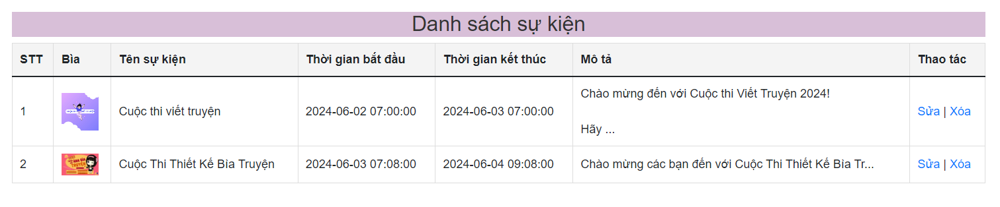 Danh sách sự kiện
STT Bìa Tên sự kiện Thời gian bắt đầu Thời gian kết thúc Mô tả Thao tác
Chào mừng đến với Cuộc thi Viết Truyện 2024!
1 Cuộc thi viết truyện 2024-06-02 07:00:00 2024-06-03 07:00:00 Sửa | Xóa
Hãy ...
2 Cuộc Thi Thiết Kế Bìa Truyện 2024-06-03 07:08:00 2024-06-04 09:08:00 Chào mừng các bạn đến với Cuộc Thi Thiết Kế Bìa Tr... Sửa | Xóa